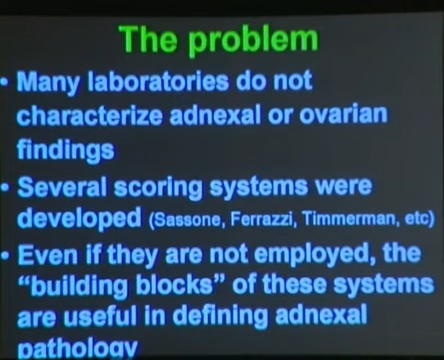 The problem
• Many laboratories do not
characterize adnexal or ovarian
findings
• Several scoring systems were
developed (Sassone, Ferrazzi, Timmerman, etc)
• Even if they are not employed, the
“building blocks” of these systems
are useful in defining adnexal
pathology